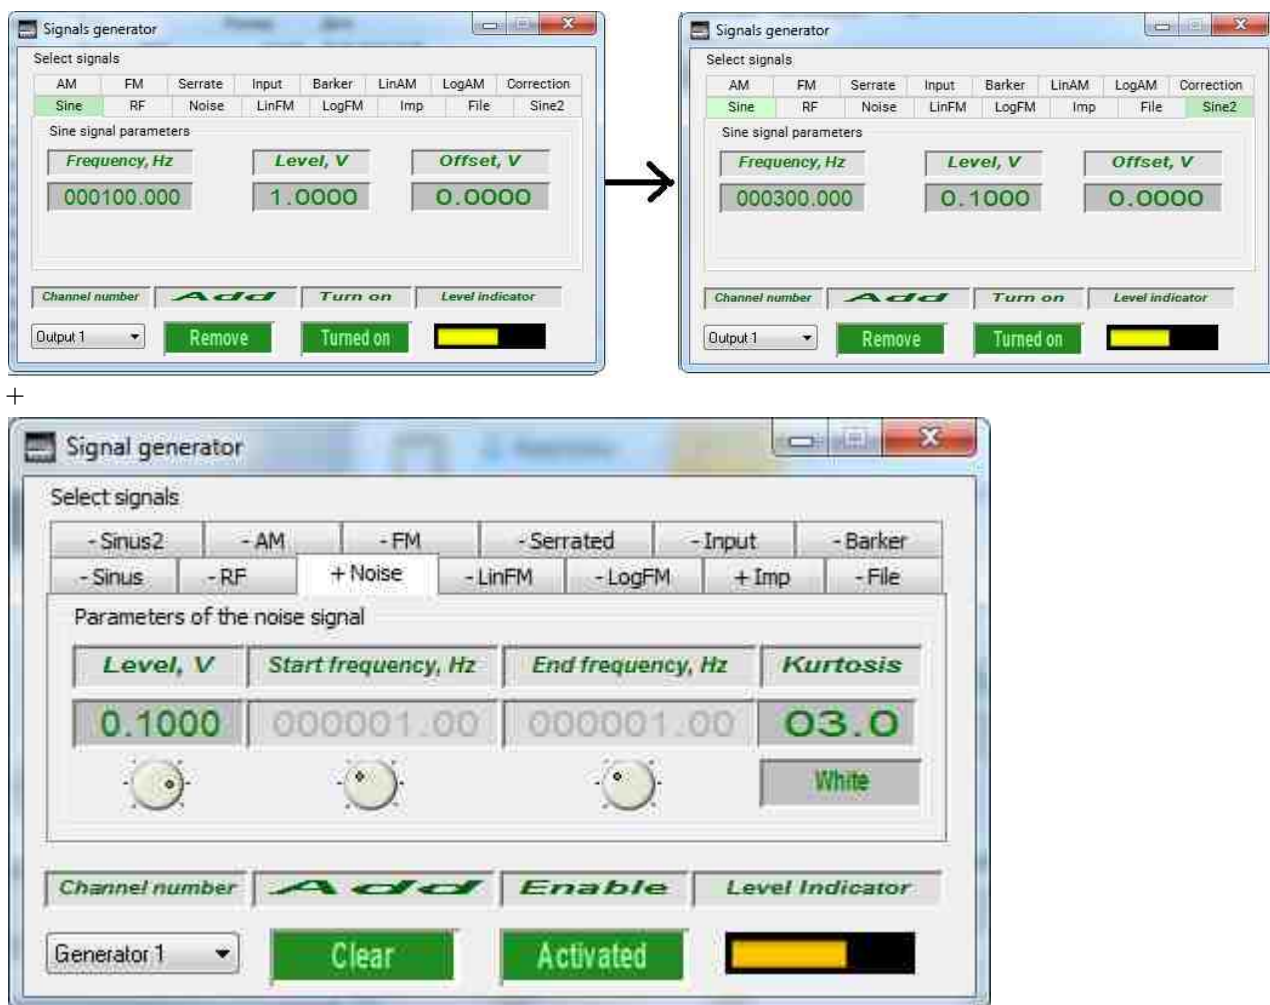 Signals generator
Select signals
AM FM Serrate Input Barker LinAM LogAM Correction
Sine RF Noise LinFM LogFM Imp File Sine2
Sine signal parameters
Frequency, Hz Level, V Offset, V
000100.000 1.0000 0.0000
Channel number Add Turn on Level indicator
Output 1 Remove Turned on
Signals generator
Select signals
AM FM Serrate Input Barker LinAM LogAM Correction
Sine RF Noise LinFM LogFM Imp File Sine2
Sine signal parameters
Frequency, Hz Level, V Offset, V
000300.000 0.1000 0.0000
Channel number Add Turn on Level indicator
Output 1 Remove Turned on
+
Signal generator
Select signals
- Sinus2 - AM - FM - Serrated - Input - Barker
- Sinus - RF + Noise - LinFM - LogFM + Imp - File
Parameters of the noise signal
Level, V Start frequency, Hz End frequency, Hz Kurtosis
0.1000 000001.00 000001.00 03.0
White
Channel number Add Enable Level Indicator
Generator 1 Clear Activated